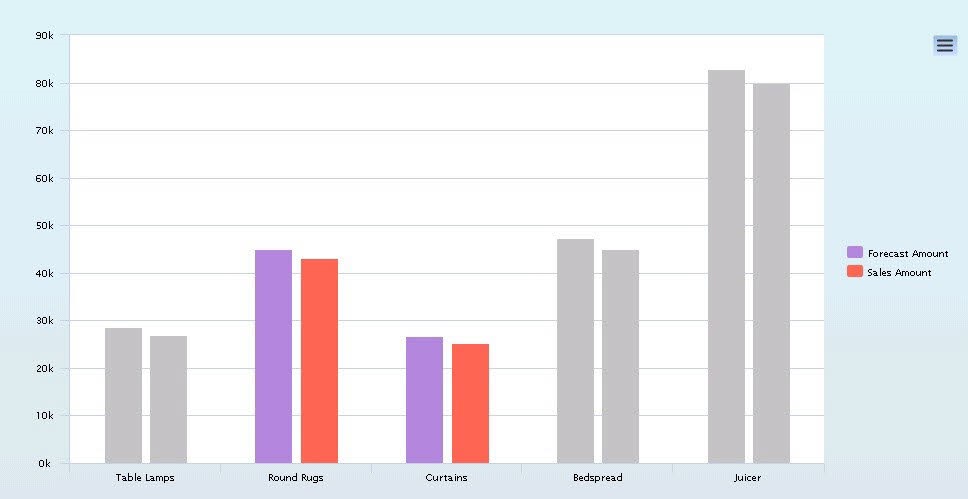 90k
80k
70k
60k
50k
40k
30k
20k
10k
0k
Table Lamps
Round Rugs
Curtains
Bedspread
Juicer
Forecast Amount
Sales Amount